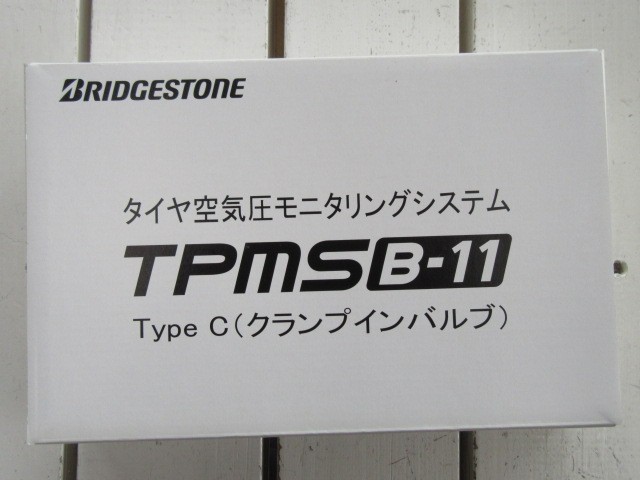 BRIDGESTONE
タイヤ空気圧モニタリングシステム
TPMS B-11
Type C(クランプインバルブ)